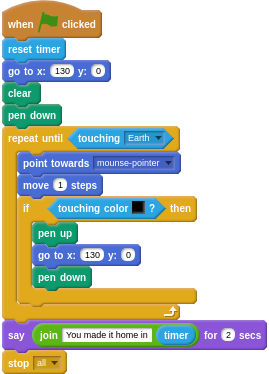 when clicked
reset timer
go to x: 130 y: 0
clear
pen down
repeat until touching Earth
point towards mounse-pointer
move 1 steps
if touching color ? then
pen up
go to x: 130 y: 0
pen down
say join You made it home in timer for 2 secs
stop all